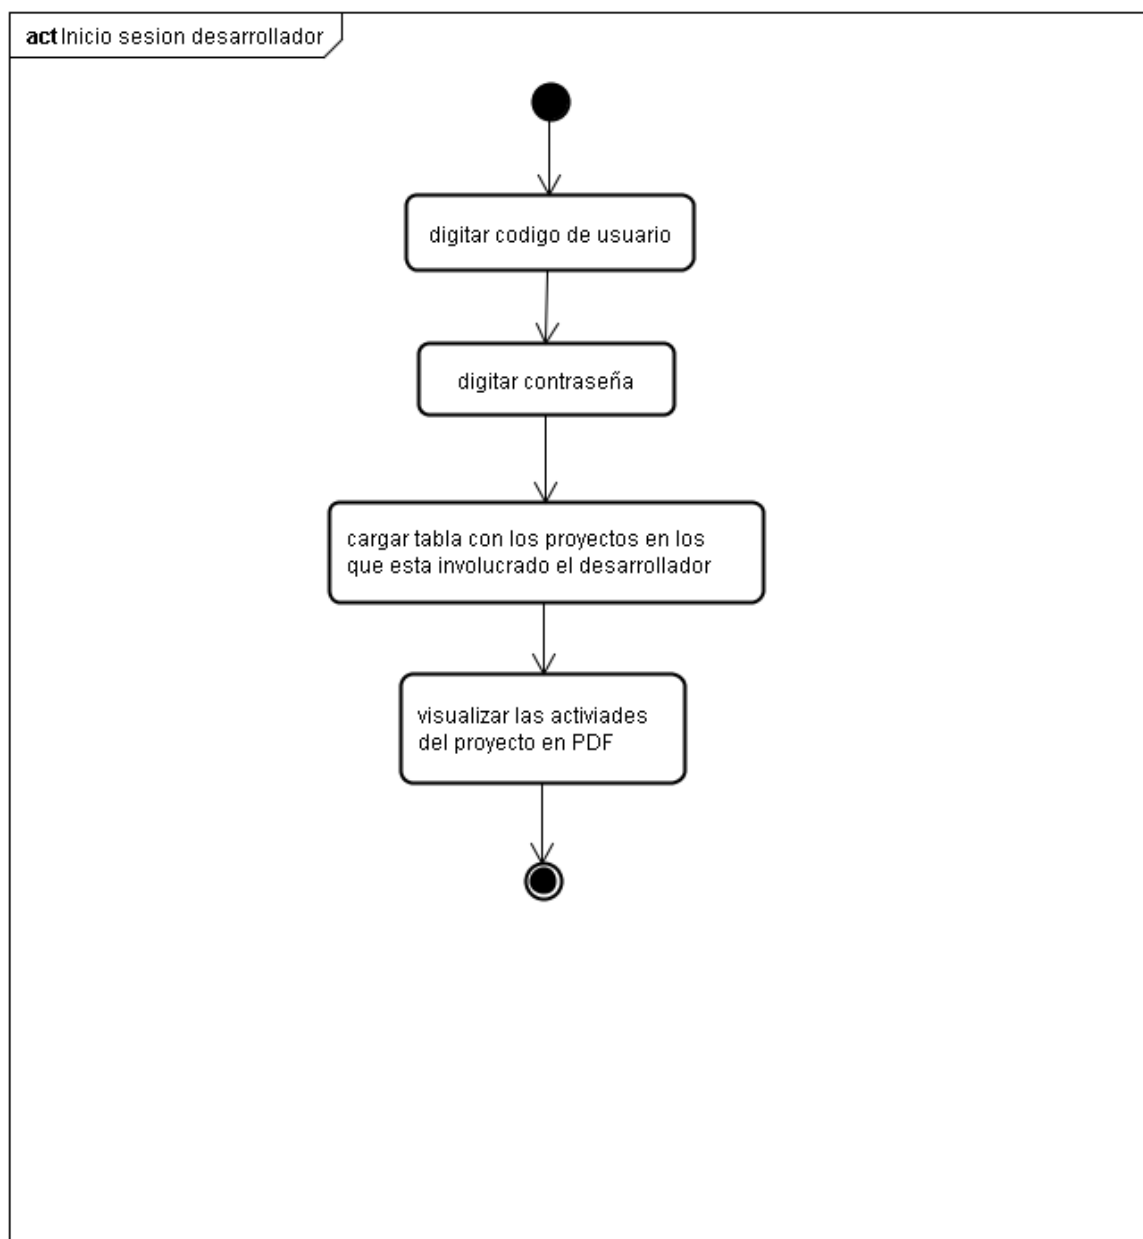 act Inicio sesion desarrollador
digitar codigo de usuario
digitar contraseña
cargar tabla con los proyectos en los
que esta involucrado el desarrollador
visualizar las activiades
del proyecto en PDF